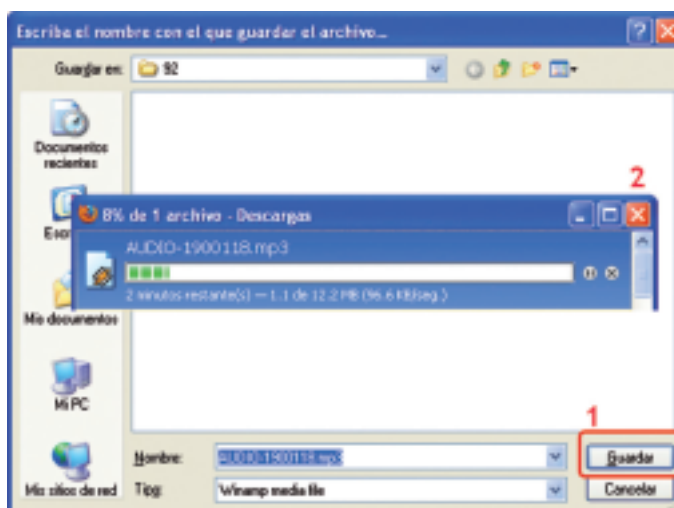 Escriba el nombre con el que guardar el archivo...
Guardar en: 92
Documentos
recientes
2
8% de 1 archivo - Descargas
AUDIO-1900118.mp3
2 minutos restante(s) — 1.1 de 12.2 MB (96.6 KB/seg.)
Mis documentos
Mi PC
1
Nombre: AUDIO-1900118.mp3 Guardar
Mis sitios de red Tipo: Winamp media file Cancelar